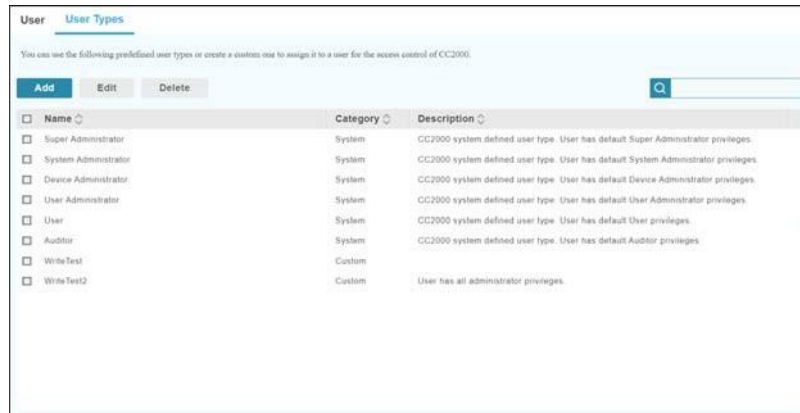 User User Types
You can use the following predefined user types or create a custom one to assign it to a user for the access control of CC2000.
Add Edit Delete
Name Category Description
Super Administrator System CC2000 system defined user type. User has default Super Administrator privileges.
System Administrator System CC2000 system defined user type. User has default System Administrator privileges.
Device Administrator System CC2000 system defined user type. User has default Device Administrator privileges.
User Administrator System CC2000 system defined user type. User has default User Administrator privileges.
User System CC2000 system defined user type. User has default User privileges.
Auditor System CC2000 system defined user type. User has default Auditor privileges.
WriteTest Custom
WriteTest2 Custom User has all administrator privileges.